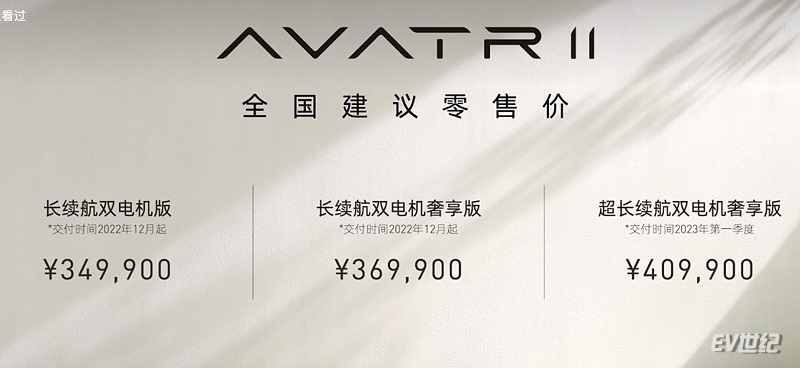 看过
AVATR 11
全国建议零售价
长续航双电机版
*交付时间2022年12月起
¥349,900
长续航双电机奢享版
*交付时间2022年12月起
¥369,900
超长续航双电机奢享版
*交付时间2023年第一季度
¥409,900
EV世纪